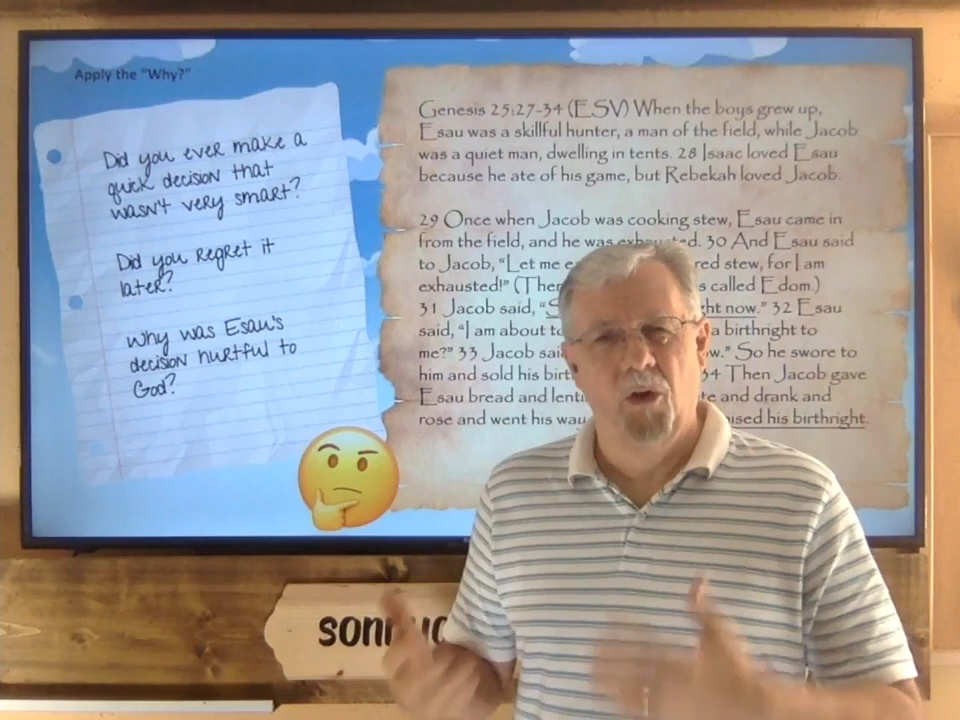 Apply the "Why?"
Did you ever make a
quick decision that
wasn't very smart?
Did you regret it
later?
Why was Esau's
decision hurtful to
God?
Genesis 25:27-34 (ESV) When the boys grew up,
Esau was a skillful hunter, a man of the field, while Jacob
was a quiet man, dwelling in tents. 28 Isaac loved Esau
because he ate of his game, but Rebekah loved Jacob.
29 Once when Jacob was cooking stew, Esau came in
from the field, and he was exhausted. 30 And Esau said
to Jacob, "Let me red stew, for I am
exhausted!" called Edom.)
31 Jacob said, now." 32 Esau
said, "I am about to a birthright to
me?" 33 Jacob So he swore to
him and sold his 34 Then Jacob gave
Esau bread and and drank and
rose and went his his birthright.